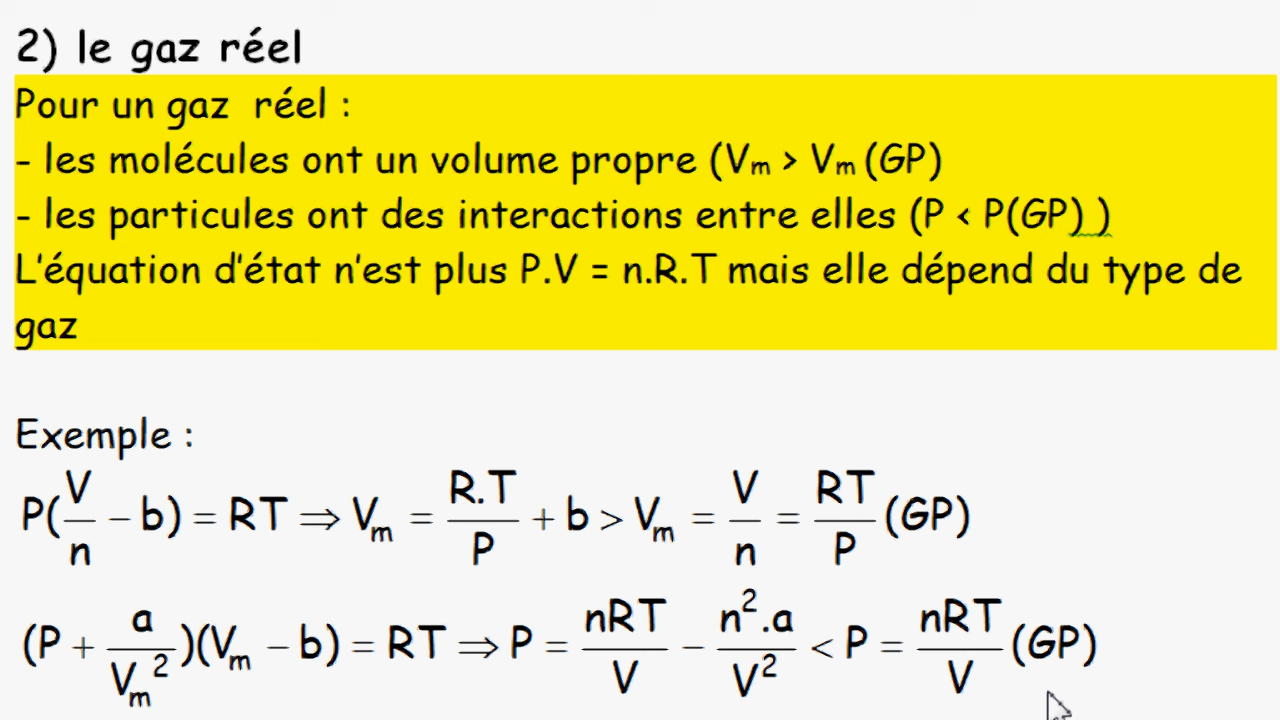 2) le gaz réel
Pour un gaz réel :
- les molécules ont un volume propre (Vₘ > Vₘ (GP)
- les particules ont des interactions entre elles (P < P(GP) )
L'équation d'état n'est plus P.V = n.R.T mais elle dépend du type de
gaz
Exemple :
P(V/n − b) = RT ⇒ Vₘ = R.T/P + b > Vₘ = V/n = RT/P (GP)
(P + a/Vₘ²)(Vₘ − b) = RT ⇒ P = nRT/V − n².a/V² < P = nRT/V (GP)